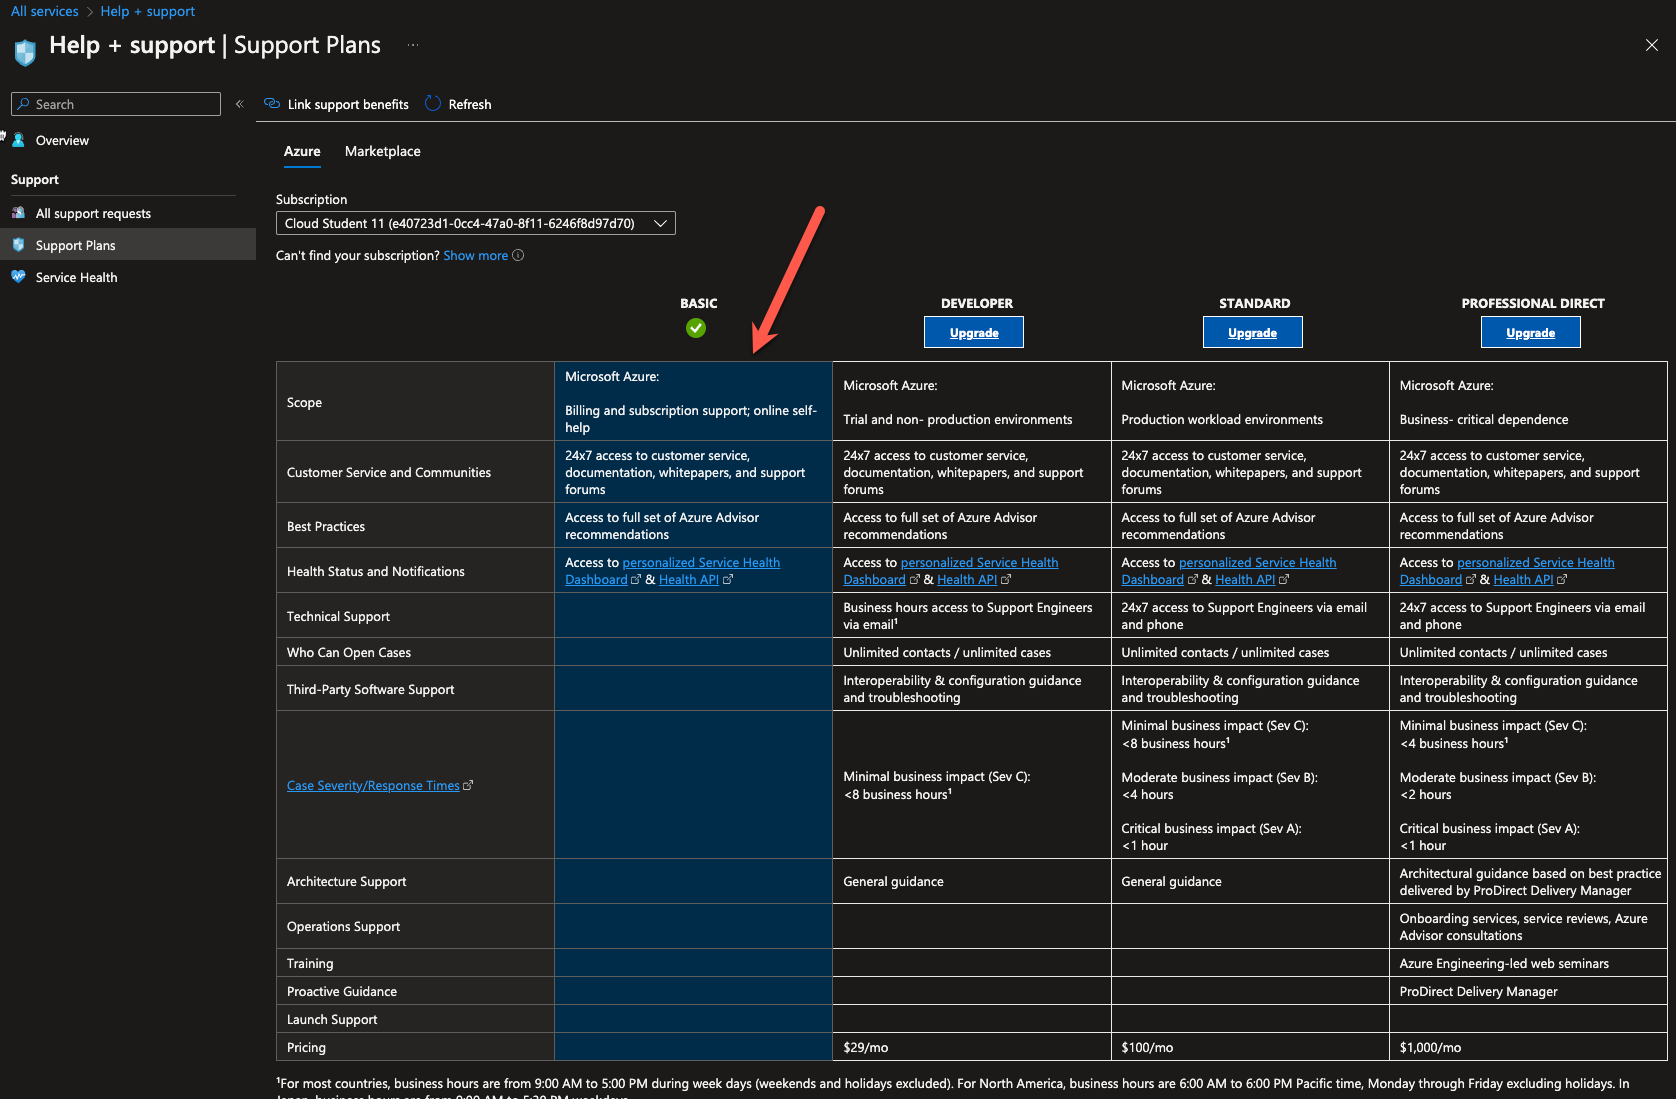 All services > Help + support
Help + support | Support Plans ...
Search
«
Link support benefits
Refresh
Overview
Support
All support requests
Support Plans
Service Health
Azure
Marketplace
Subscription
Cloud Student 11 (e40723d1-0cc4-47a0-8f11-6246f8d97d70)
Can't find your subscription? Show more
BASIC
DEVELOPER
STANDARD
PROFESSIONAL DIRECT
Upgrade
Upgrade
Upgrade
Scope
Microsoft Azure:
Billing and subscription support; online self-
help
Microsoft Azure:
Trial and non- production environments
Microsoft Azure:
Production workload environments
Microsoft Azure:
Business- critical dependence
Customer Service and Communities
24x7 access to customer service,
documentation, whitepapers, and support
forums
24x7 access to customer service,
documentation, whitepapers, and support
forums
24x7 access to customer service,
documentation, whitepapers, and support
forums
24x7 access to customer service,
documentation, whitepapers, and support
forums
Best Practices
Access to full set of Azure Advisor
recommendations
Access to full set of Azure Advisor
recommendations
Access to full set of Azure Advisor
recommendations
Access to full set of Azure Advisor
recommendations
Health Status and Notifications
Access to personalized Service Health
Dashboard & Health API
Access to personalized Service Health
Dashboard & Health API
Access to personalized Service Health
Dashboard & Health API
Access to personalized Service Health
Dashboard & Health API
Technical Support
Business hours access to Support Engineers
via email¹
24x7 access to Support Engineers via email
and phone
24x7 access to Support Engineers via email
and phone
Who Can Open Cases
Unlimited contacts / unlimited cases
Unlimited contacts / unlimited cases
Unlimited contacts / unlimited cases
Third-Party Software Support
Interoperability & configuration guidance
and troubleshooting
Interoperability & configuration guidance
and troubleshooting
Interoperability & configuration guidance
and troubleshooting
Case Severity/Response Times
Minimal business impact (Sev C):
<8 business hours¹
Minimal business impact (Sev C):
<8 business hours¹
Moderate business impact (Sev B):
<4 hours
Critical business impact (Sev A):
<1 hour
Minimal business impact (Sev C):
<4 business hours¹
Moderate business impact (Sev B):
<2 hours
Critical business impact (Sev A):
<1 hour
Architecture Support
General guidance
General guidance
Architectural guidance based on best practice
delivered by ProDirect Delivery Manager
Operations Support
Onboarding services, service reviews, Azure
Advisor consultations
Training
Azure Engineering-led web seminars
Proactive Guidance
ProDirect Delivery Manager
Launch Support
Pricing
$29/mo
$100/mo
$1,000/mo
¹For most countries, business hours are from 9:00 AM to 5:00 PM during week days (weekends and holidays excluded). For North America, business hours are 6:00 AM to 6:00 PM Pacific time, Monday through Friday excluding holidays. In